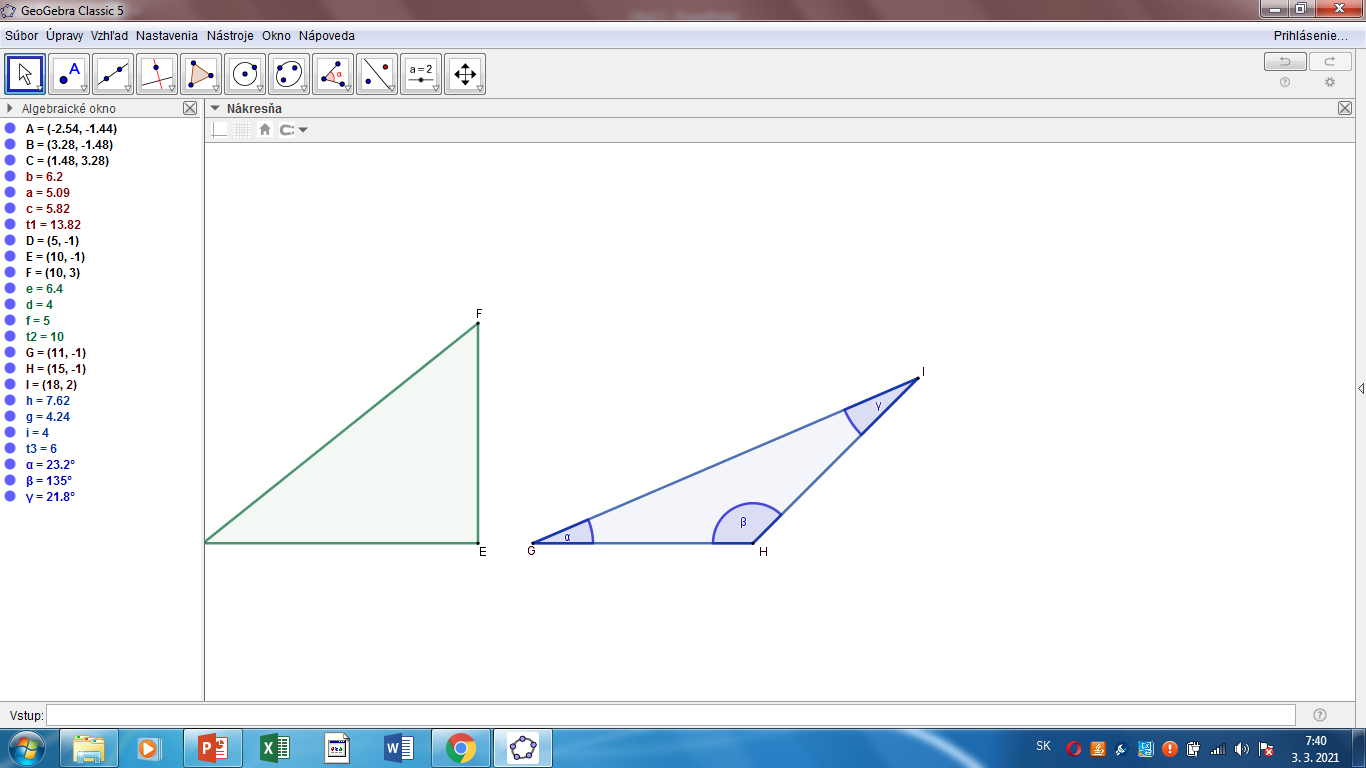 GeoGebra Classic 5
Súbor Úpravy Vzhľad Nastavenia Nástroje Okno Nápoveda Prihlásenie...
A α a = 2
Algebraické okno
Nákresňa
A = (-2.54, -1.44)
B = (3.28, -1.48)
C = (1.48, 3.28)
b = 6.2
a = 5.09
c = 5.82
t1 = 13.82
D = (5, -1)
E = (10, -1)
F = (10, 3)
e = 6.4
d = 4
f = 5
t2 = 10
G = (11, -1)
H = (15, -1)
I = (18, 2)
h = 7.62
g = 4.24
i = 4
t3 = 6
α = 23.2°
β = 135°
γ = 21.8°
F
E
G
H
I
α
β
γ
Vstup:
SK
7:40
3. 3. 2021